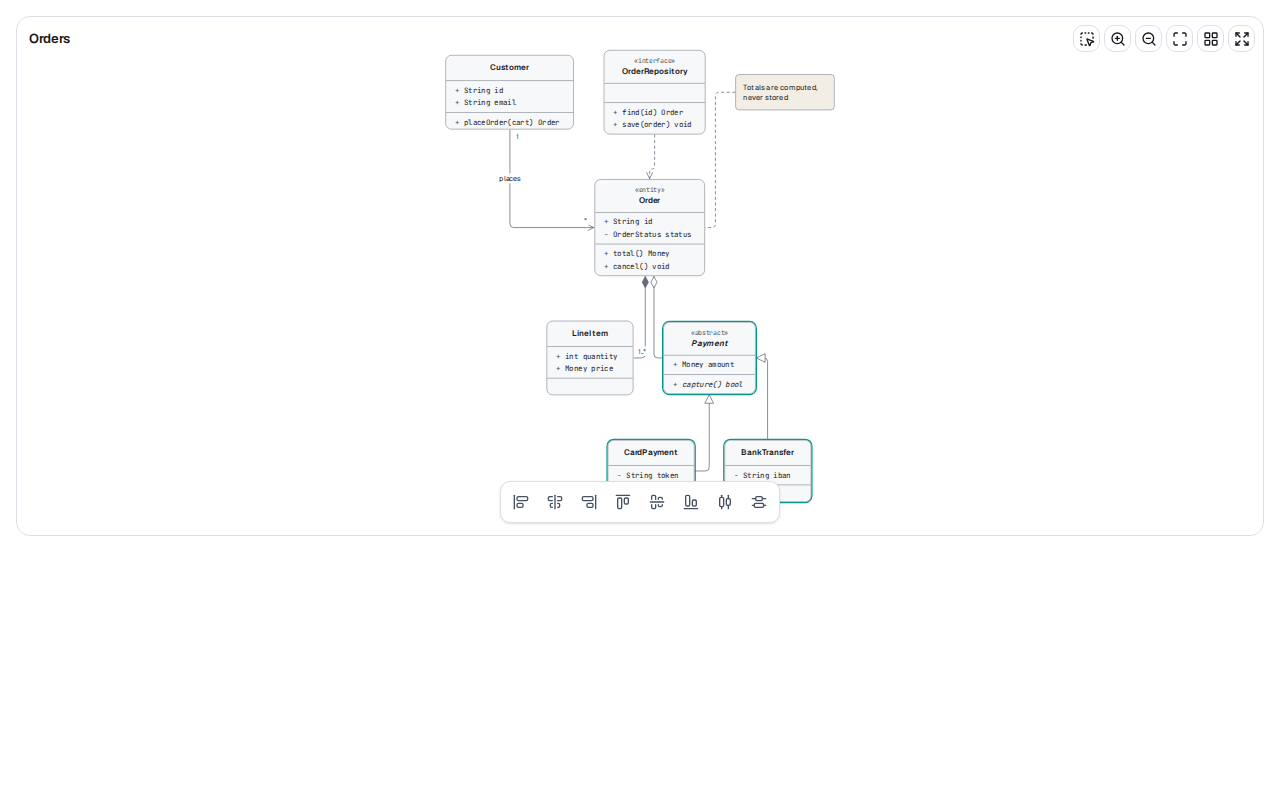 Orders
Customer
+ String id
+ String email
+ placeOrder(cart) Order
«interface»
OrderRepository
+ find(id) Order
+ save(order) void
Totals are computed,
never stored
1
places
*
«entity»
Order
+ String id
- OrderStatus status
+ total() Money
+ cancel() void
LineItem
+ int quantity
+ Money price
1..*
«abstract»
Payment
+ Money amount
+ capture() bool
CardPayment
- String token
BankTransfer
- String iban